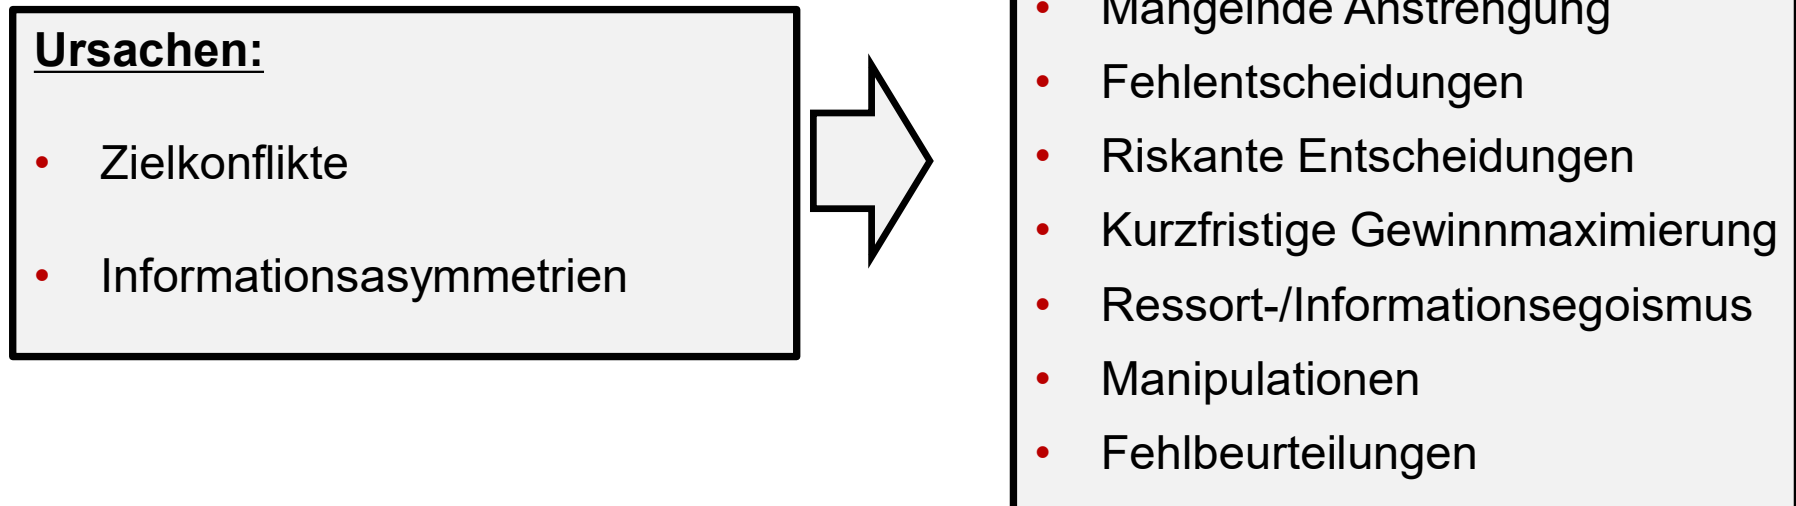 Ursachen:
• Zielkonflikte
• Informationsasymmetrien
• Mangelnde Anstrengung
• Fehlentscheidungen
• Riskante Entscheidungen
• Kurzfristige Gewinnmaximierung
• Ressort-/Informationsegoismus
• Manipulationen
• Fehlbeurteilungen